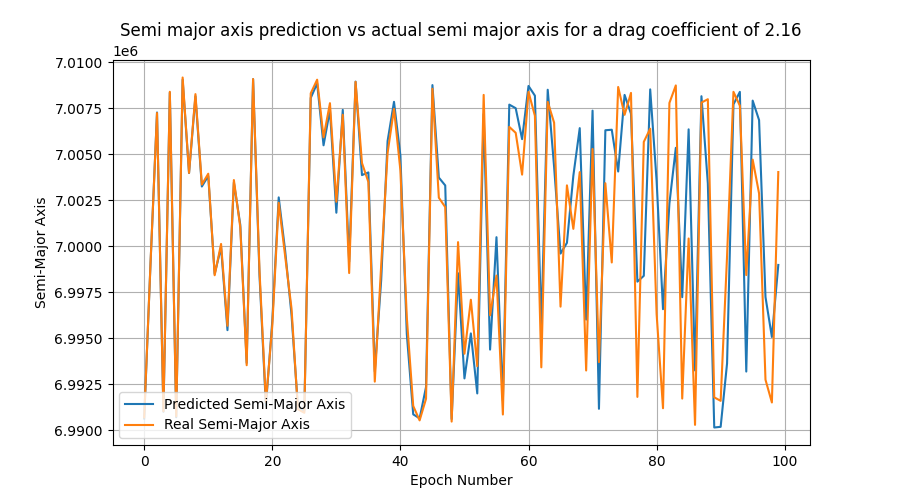 Semi major axis prediction vs actual semi major axis for a drag coefficient of 2.16
1e6
7.0100
7.0075
7.0050
7.0025
7.0000
6.9975
6.9950
6.9925
6.9900
Semi-Major Axis
Predicted Semi-Major Axis
Real Semi-Major Axis
0 20 40 60 80 100
Epoch Number